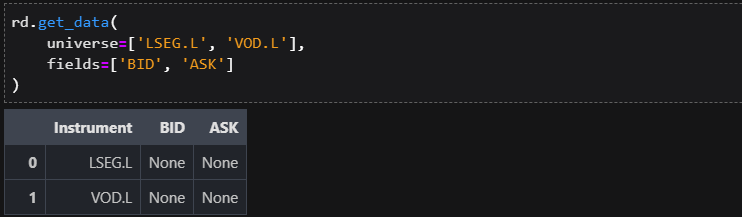 rd.get_data(
    universe=['LSEG.L', 'VOD.L'],
    fields=['BID', 'ASK']
)
Instrument BID ASK
0 LSEG.L None None
1 VOD.L None None